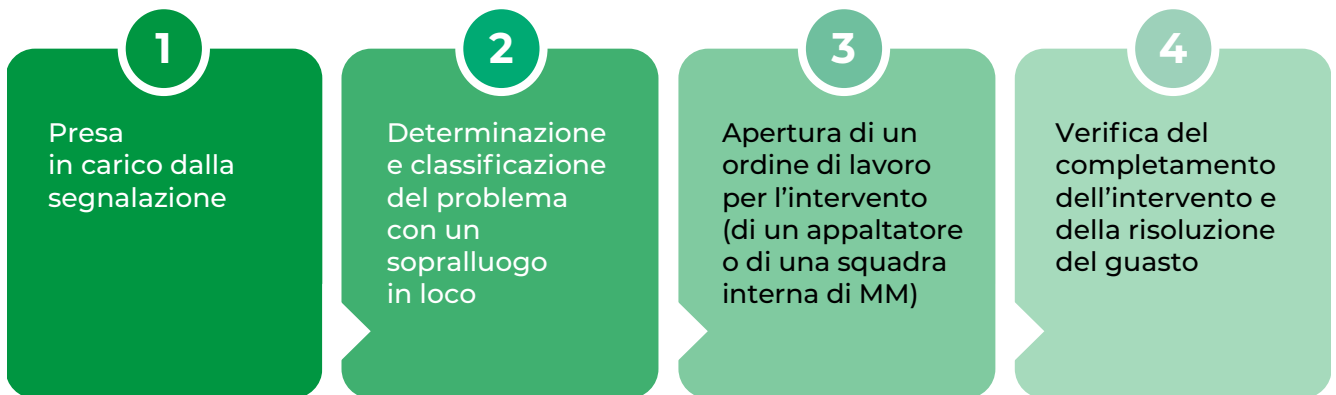 1
Presa
in carico dalla
segnalazione
2
Determinazione
e classificazione
del problema
con un
sopralluogo
in loco
3
Apertura di un
ordine di lavoro
per l’intervento
(di un appaltatore
o di una squadra
interna di MM)
4
Verifica del
completamento
dell’intervento e
della risoluzione
del guasto